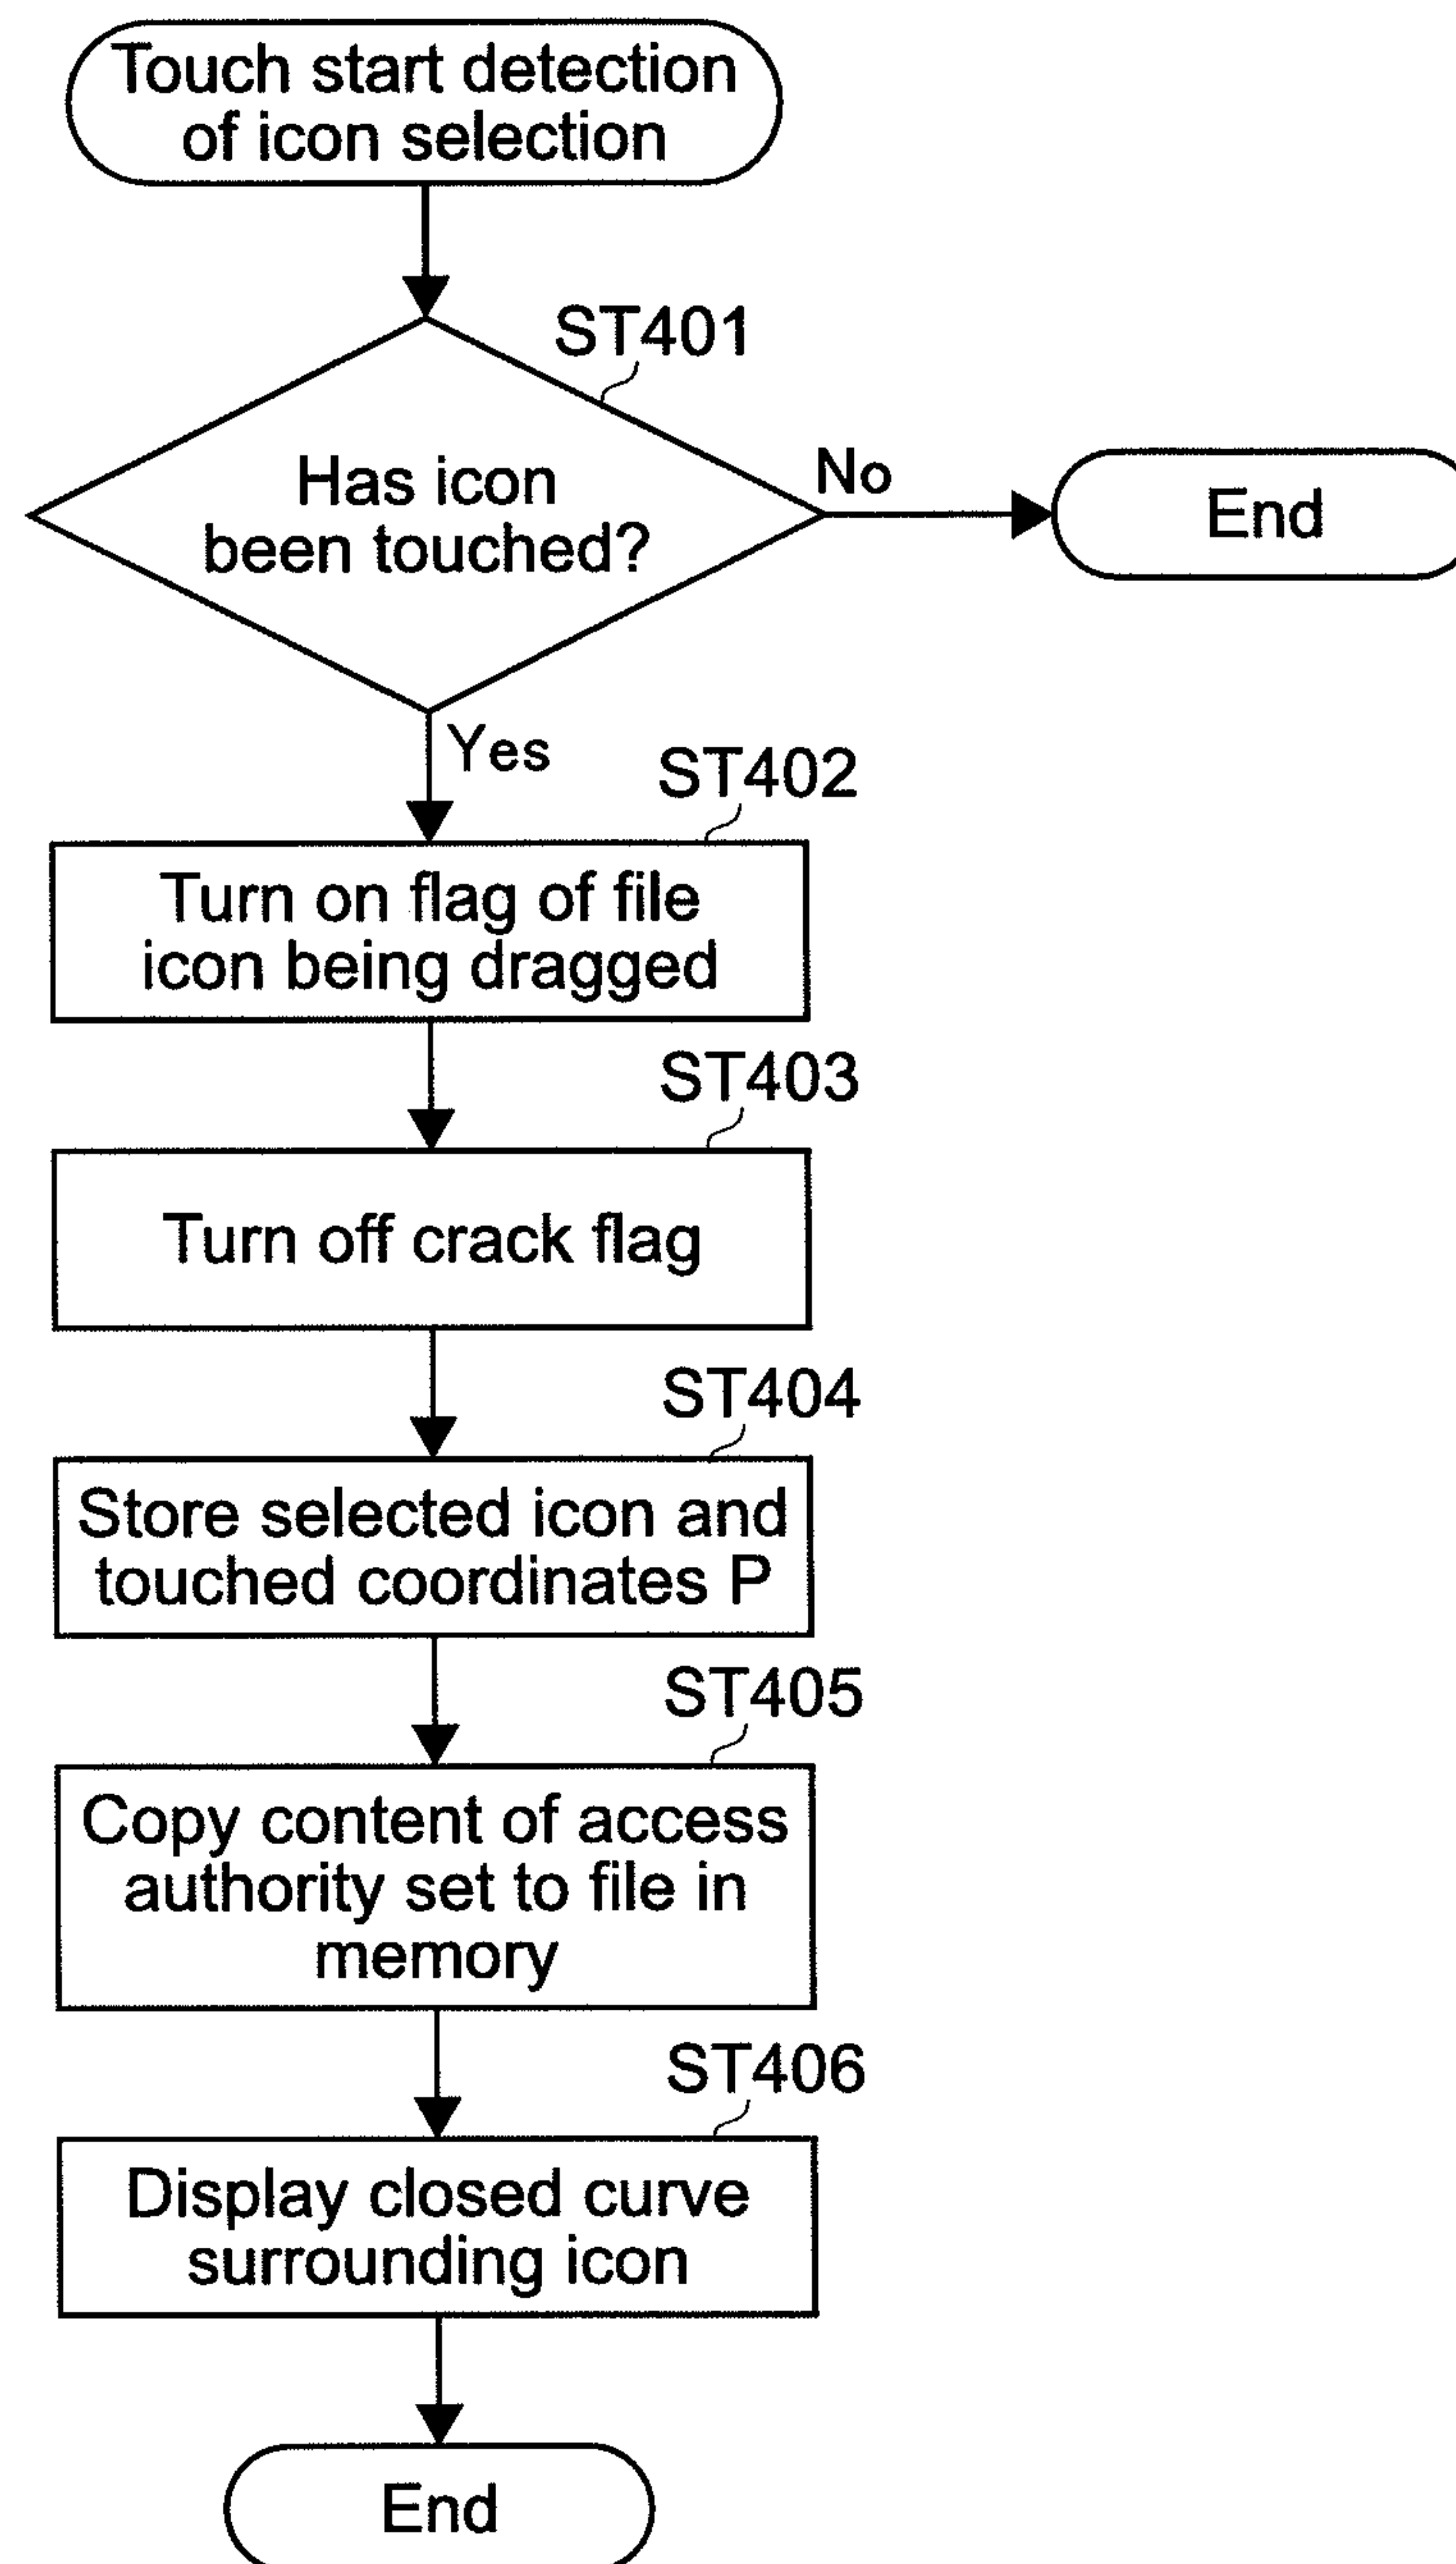 Touch start detection
of icon selection
ST401
Has icon
been touched?
No
End
Yes
ST402
Turn on flag of file
icon being dragged
ST403
Turn off crack flag
ST404
Store selected icon and
touched coordinates P
ST405
Copy content of access
authority set to file in
memory
ST406
Display closed curve
surrounding icon
End